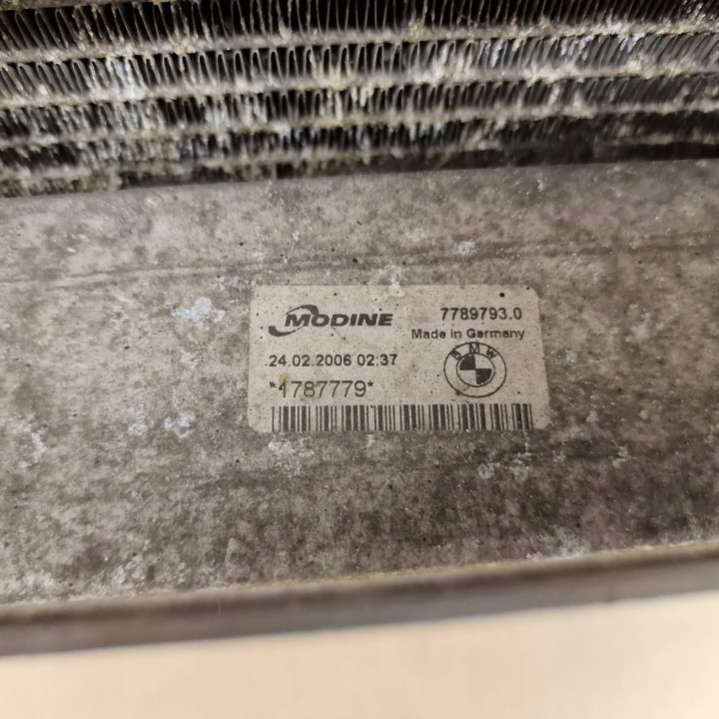 MODINE 7789793.0
Made in Germany
24.02.2006 02:37
BMW
*1787779*